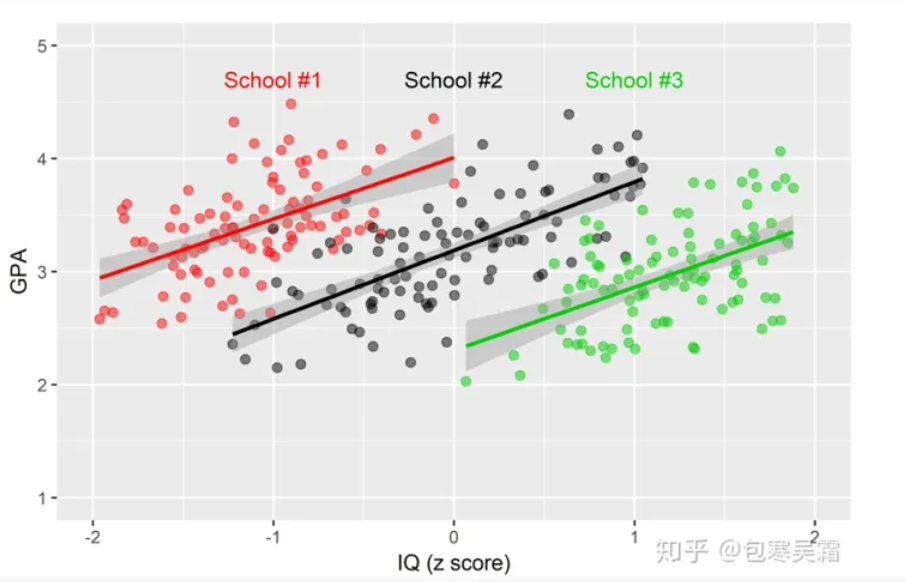 School #1 School #2 School #3
5
4
3
2
1
GPA
-2 -1 0 1 2
IQ (z score)
知乎 @包寒吴霜